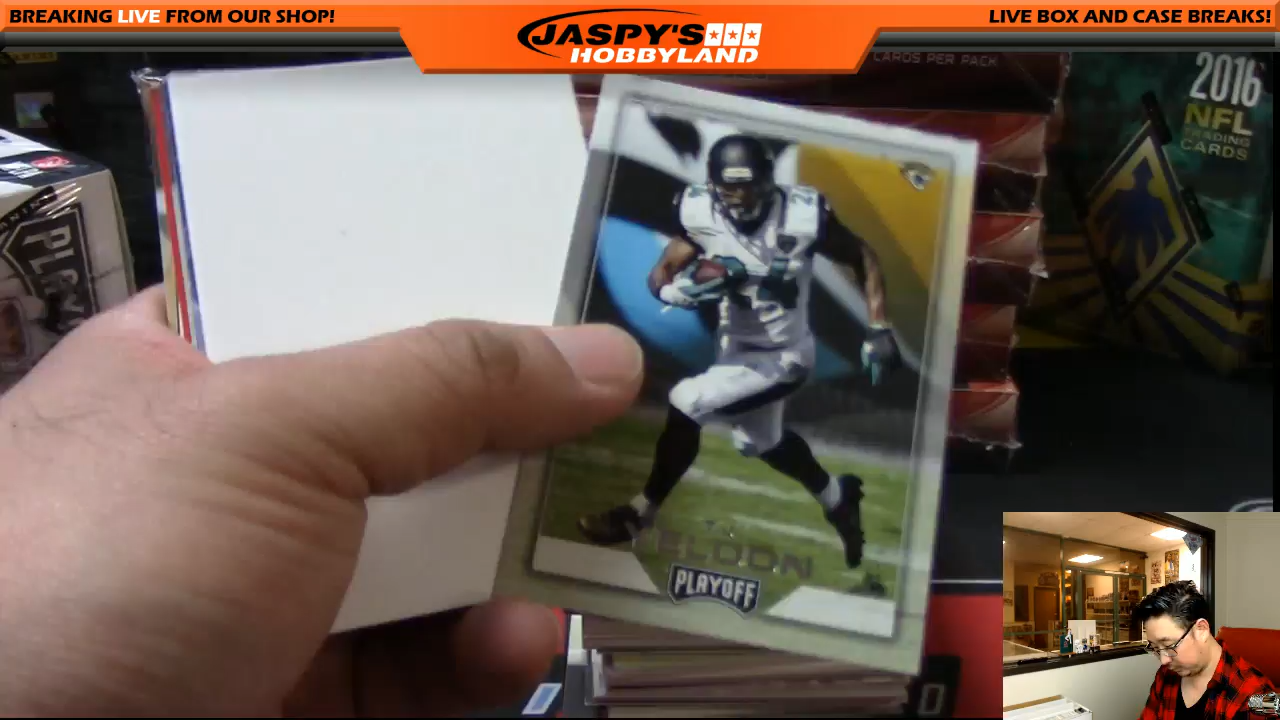 BREAKING LIVE FROM OUR SHOP!
JASPY'S
HOBBYLAND
LIVE BOX AND CASE BREAKS!
CARDS PER PACK
2016
NFL
TRADING
CARDS
24
PLAYOFF